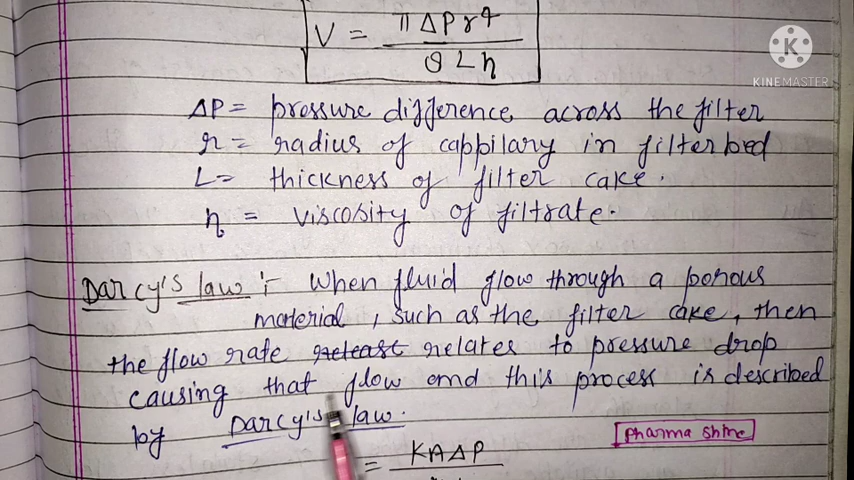 V = πΔPr⁴ / 8Lη
K
KINEMASTER
ΔP = pressure difference across the filter
r = radius of cappilary in filterbed
L = thickness of filter cake.
η = viscosity of filtrate.
Darcy's law :- When fluid flow through a porous
material, such as the filter cake, then
the flow rate releast relates to pressure drop
causing that flow and this process is described
by Darcy's law.
Pharma Shine
= KAΔP